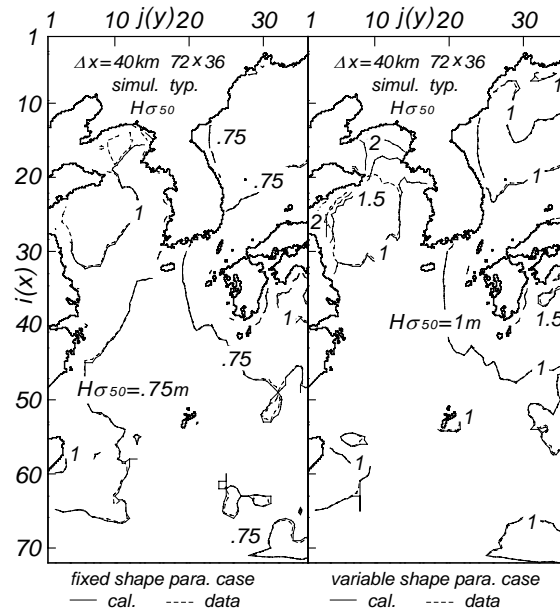 1 10 j(y) 30
1 10 j(y) 30
1
10
20
30
i(x)
40
50
60
70
Δx=40km 72×36
simul. typ.
Hσ50
.75
.75
1
1
.75
Hσ50=.75m
1
.75
Δx=40km 72×36
simul. typ.
Hσ50
1
1
2
1
1.5
2
1
Hσ50=1m
1.5
1
1
1
1
fixed shape para. case
cal. data
variable shape para. case
cal. data